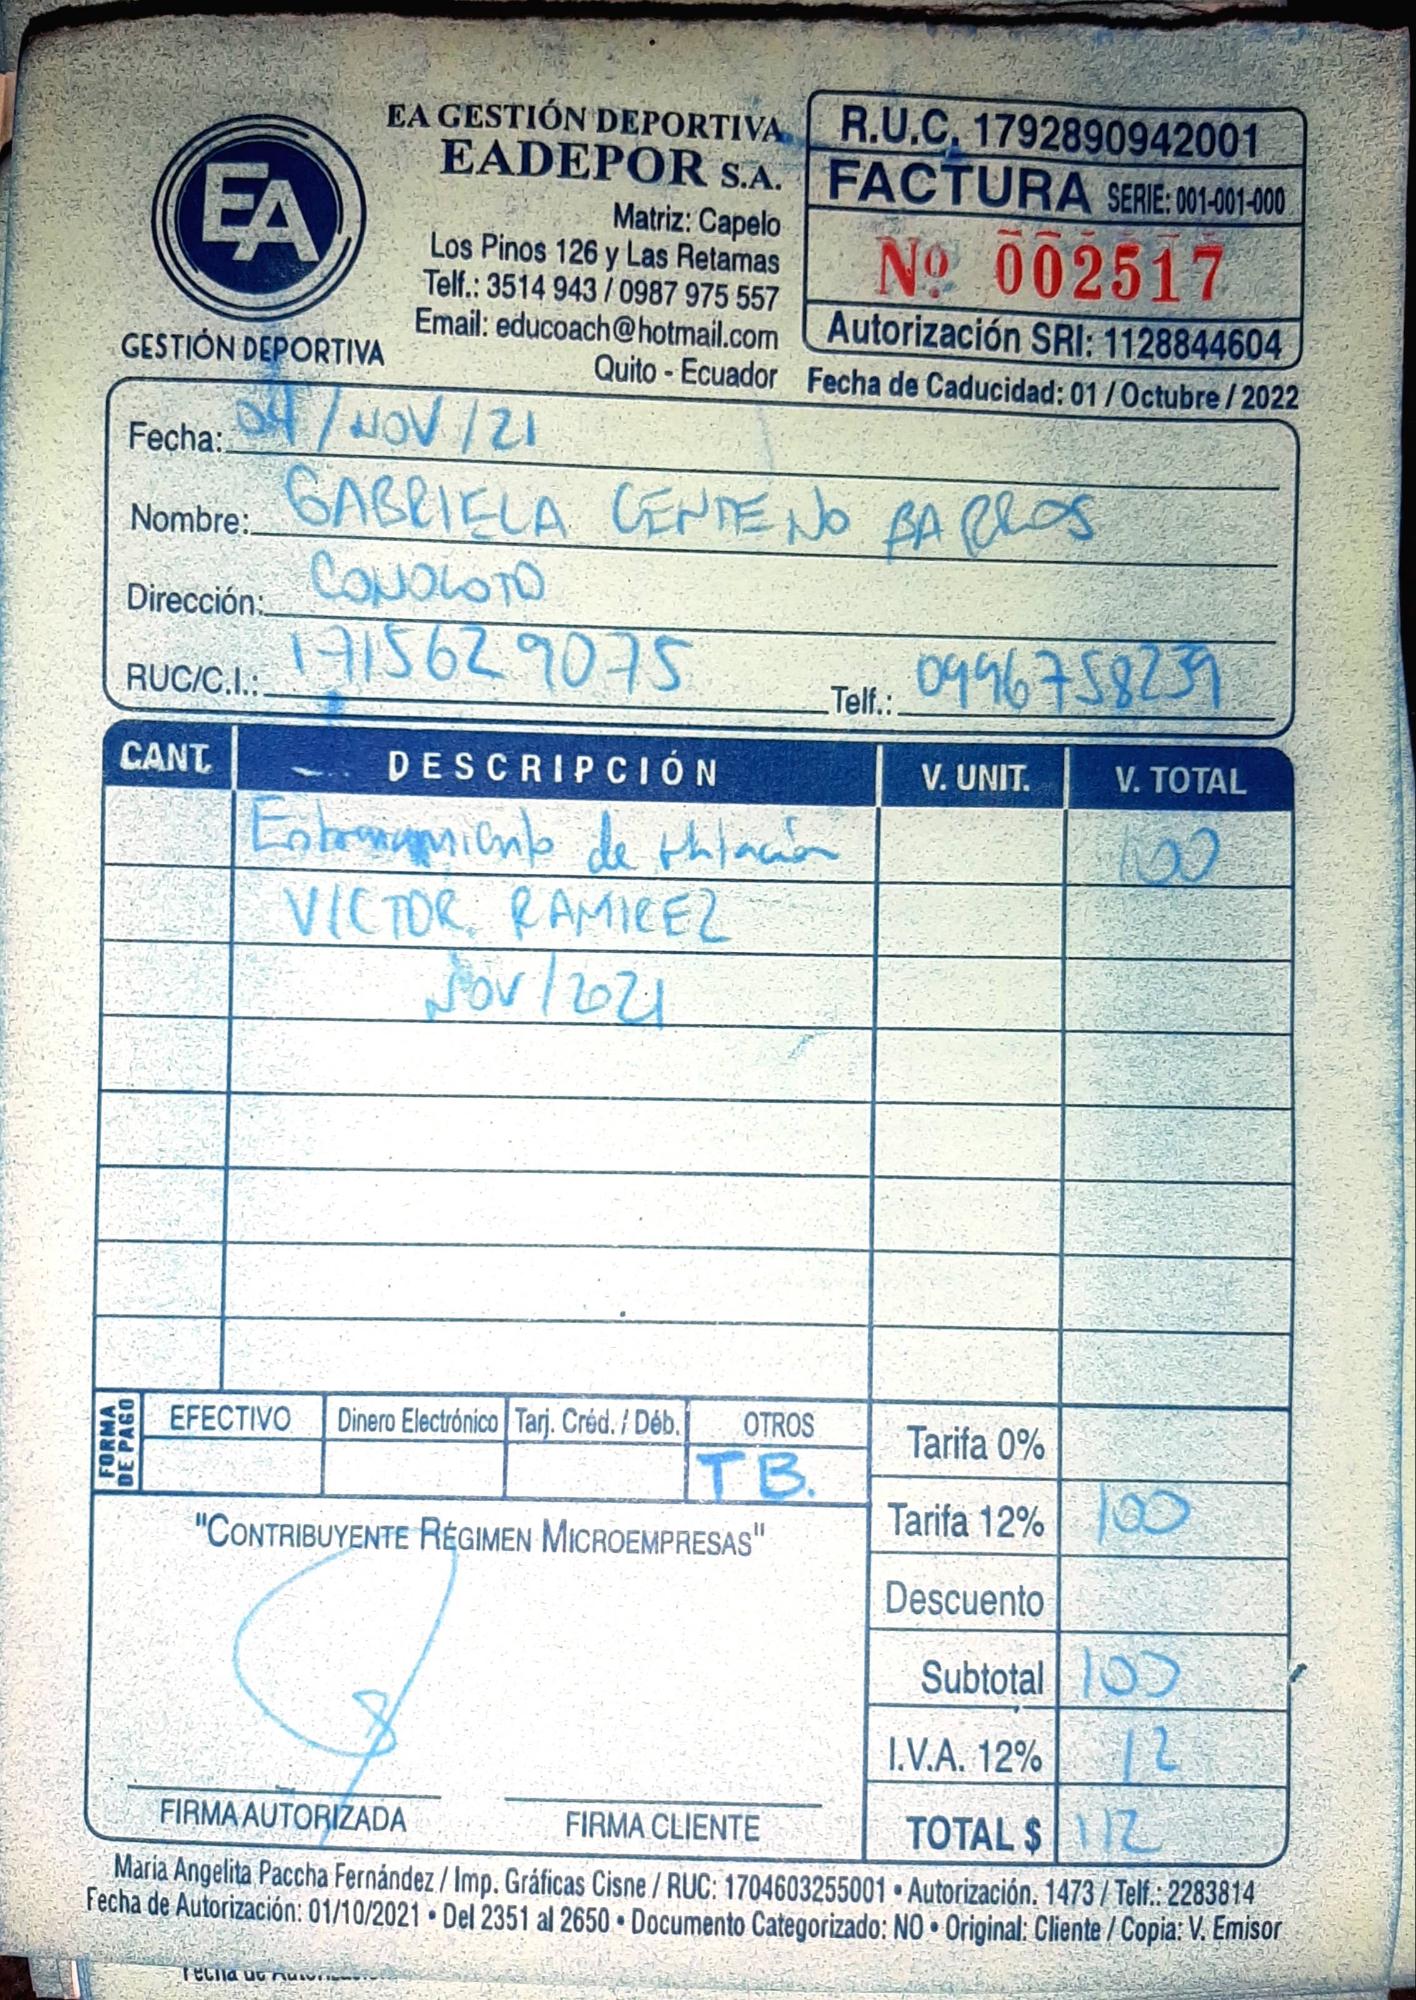 EA GESTIÓN DEPORTIVA
EADEPOR S.A.
Matriz: Capelo
Los Pinos 126 y Las Retamas
Telf.: 3514 943 / 0987 975 557
Email: educoach@hotmail.com
Quito - Ecuador
EA
GESTIÓN DEPORTIVA
R.U.C. 1792890942001
FACTURA SERIE: 001-001-000
Nº 002517
Autorización SRI: 1128844604
Fecha de Caducidad: 01 / Octubre / 2022
Fecha: 04/NOV/21
Nombre: GABRIELA CENTENO BARROS
Dirección: CONOCOTO
RUC/C.I.: 1715629075 Telf.: 0996758239
CANT. DESCRIPCIÓN V. UNIT. V. TOTAL
de 100
VICTOR RAMIREZ
NOV/2021
FORMA DE PAGO
EFECTIVO Dinero Electrónico Tarj. Créd. / Déb. OTROS
T B.
Tarifa 0%
Tarifa 12% 100
Descuento
Subtotal 100
I.V.A. 12% 12
TOTAL $ 112
"CONTRIBUYENTE RÉGIMEN MICROEMPRESAS"
FIRMA AUTORIZADA FIRMA CLIENTE
María Angelita Paccha Fernández / Imp. Gráficas Cisne / RUC: 1704603255001 • Autorización. 1473 / Telf.: 2283814
Fecha de Autorización: 01/10/2021 • Del 2351 al 2650 • Documento Categorizado: NO • Original: Cliente / Copia: V. Emisor